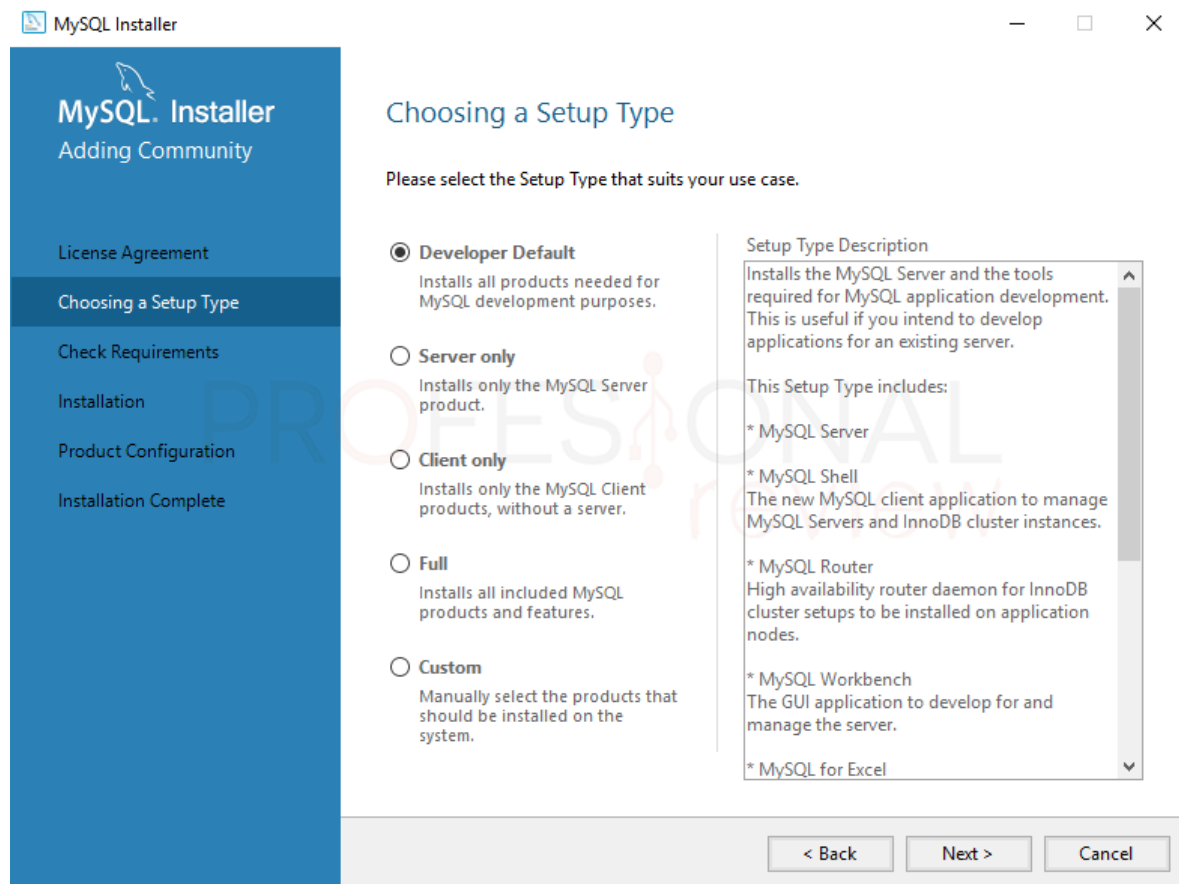 MySQL Installer
MySQL. Installer
Adding Community
License Agreement
Choosing a Setup Type
Check Requirements
Installation
Product Configuration
Installation Complete
Choosing a Setup Type
Please select the Setup Type that suits your use case.
Developer Default
Installs all products needed for
MySQL development purposes.
Server only
Installs only the MySQL Server
product.
Client only
Installs only the MySQL Client
products, without a server.
Full
Installs all included MySQL
products and features.
Custom
Manually select the products that
should be installed on the
system.
Setup Type Description
Installs the MySQL Server and the tools
required for MySQL application development.
This is useful if you intend to develop
applications for an existing server.
This Setup Type includes:
* MySQL Server
* MySQL Shell
The new MySQL client application to manage
MySQL Servers and InnoDB cluster instances.
* MySQL Router
High availability router daemon for InnoDB
cluster setups to be installed on application
nodes.
* MySQL Workbench
The GUI application to develop for and
manage the server.
* MySQL for Excel
PROFESIONAL
review
< Back
Next >
Cancel